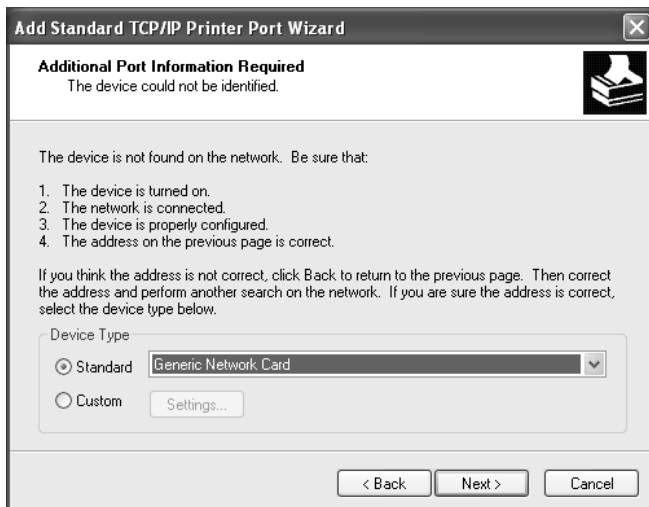 Add Standard TCP/IP Printer Port Wizard
Additional Port Information Required
The device could not be identified.
The device is not found on the network. Be sure that:
1. The device is turned on.
2. The network is connected.
3. The device is properly configured.
4. The address on the previous page is correct.
If you think the address is not correct, click Back to return to the previous page. Then correct
the address and perform another search on the network. If you are sure the address is correct,
select the device type below.
Device Type
Standard Generic Network Card
Custom Settings...
< Back Next > Cancel